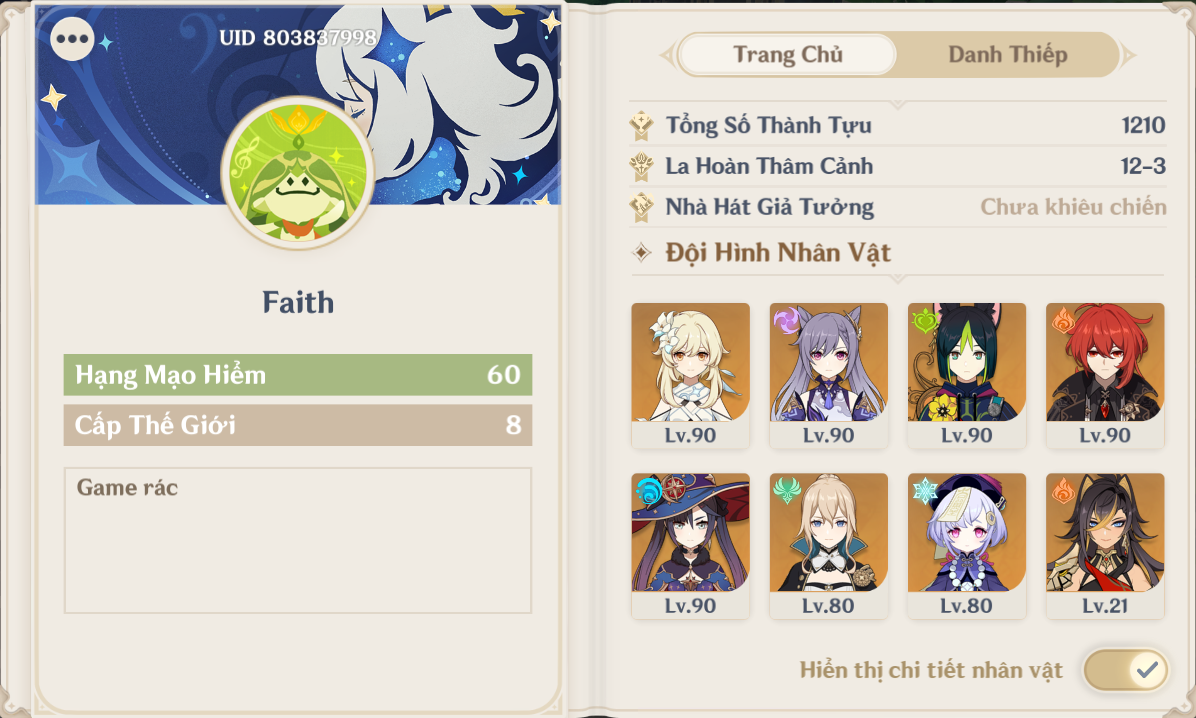 UID 803837998
Faith
Hạng Mạo Hiểm 60
Cấp Thế Giới 8
Game rác
Trang Chủ Danh Thiếp
Tổng Số Thành Tựu 1210
La Hoàn Thâm Cảnh 12-3
Nhà Hát Giả Tưởng Chưa khiêu chiến
Đội Hình Nhân Vật
Lv.90 Lv.90 Lv.90 Lv.90
Lv.90 Lv.80 Lv.80 Lv.21
Hiển thị chi tiết nhân vật